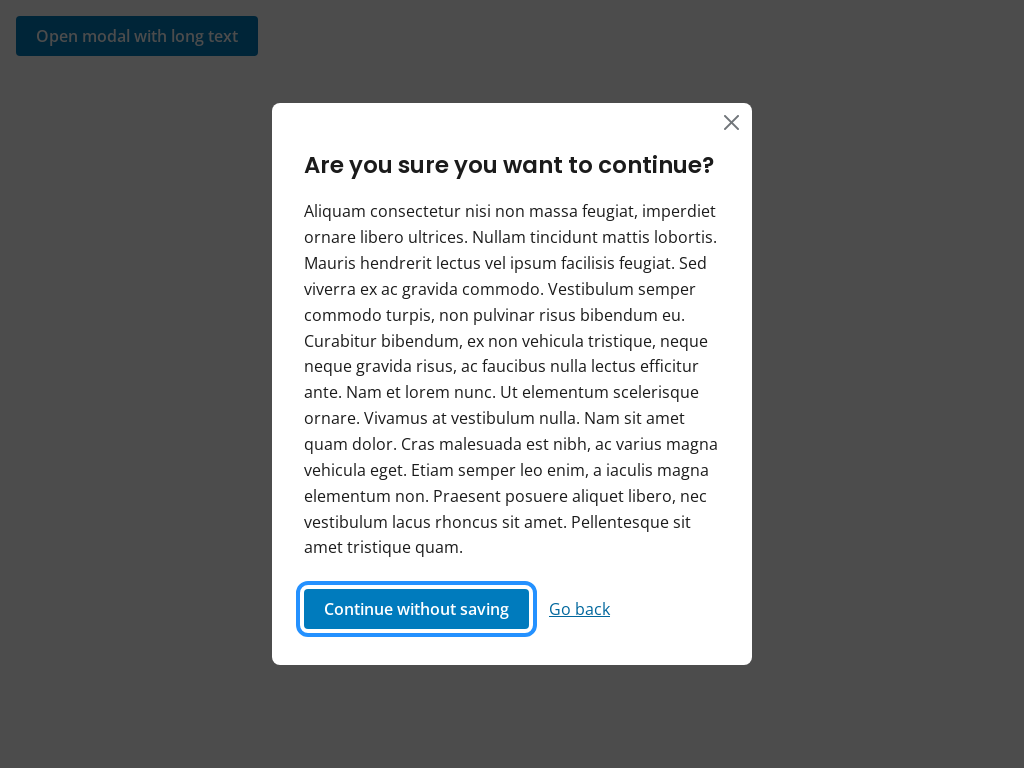 Open modal with long text
Are you sure you want to continue?
Aliquam consectetur nisi non massa feugiat, imperdiet
ornare libero ultrices. Nullam tincidunt mattis lobortis.
Mauris hendrerit lectus vel ipsum facilisis feugiat. Sed
viverra ex ac gravida commodo. Vestibulum semper
commodo turpis, non pulvinar risus bibendum eu.
Curabitur bibendum, ex non vehicula tristique, neque
neque gravida risus, ac faucibus nulla lectus efficitur
ante. Nam et lorem nunc. Ut elementum scelerisque
ornare. Vivamus at vestibulum nulla. Nam sit amet
quam dolor. Cras malesuada est nibh, ac varius magna
vehicula eget. Etiam semper leo enim, a iaculis magna
elementum non. Praesent posuere aliquet libero, nec
vestibulum lacus rhoncus sit amet. Pellentesque sit
amet tristique quam.
Continue without saving
Go back